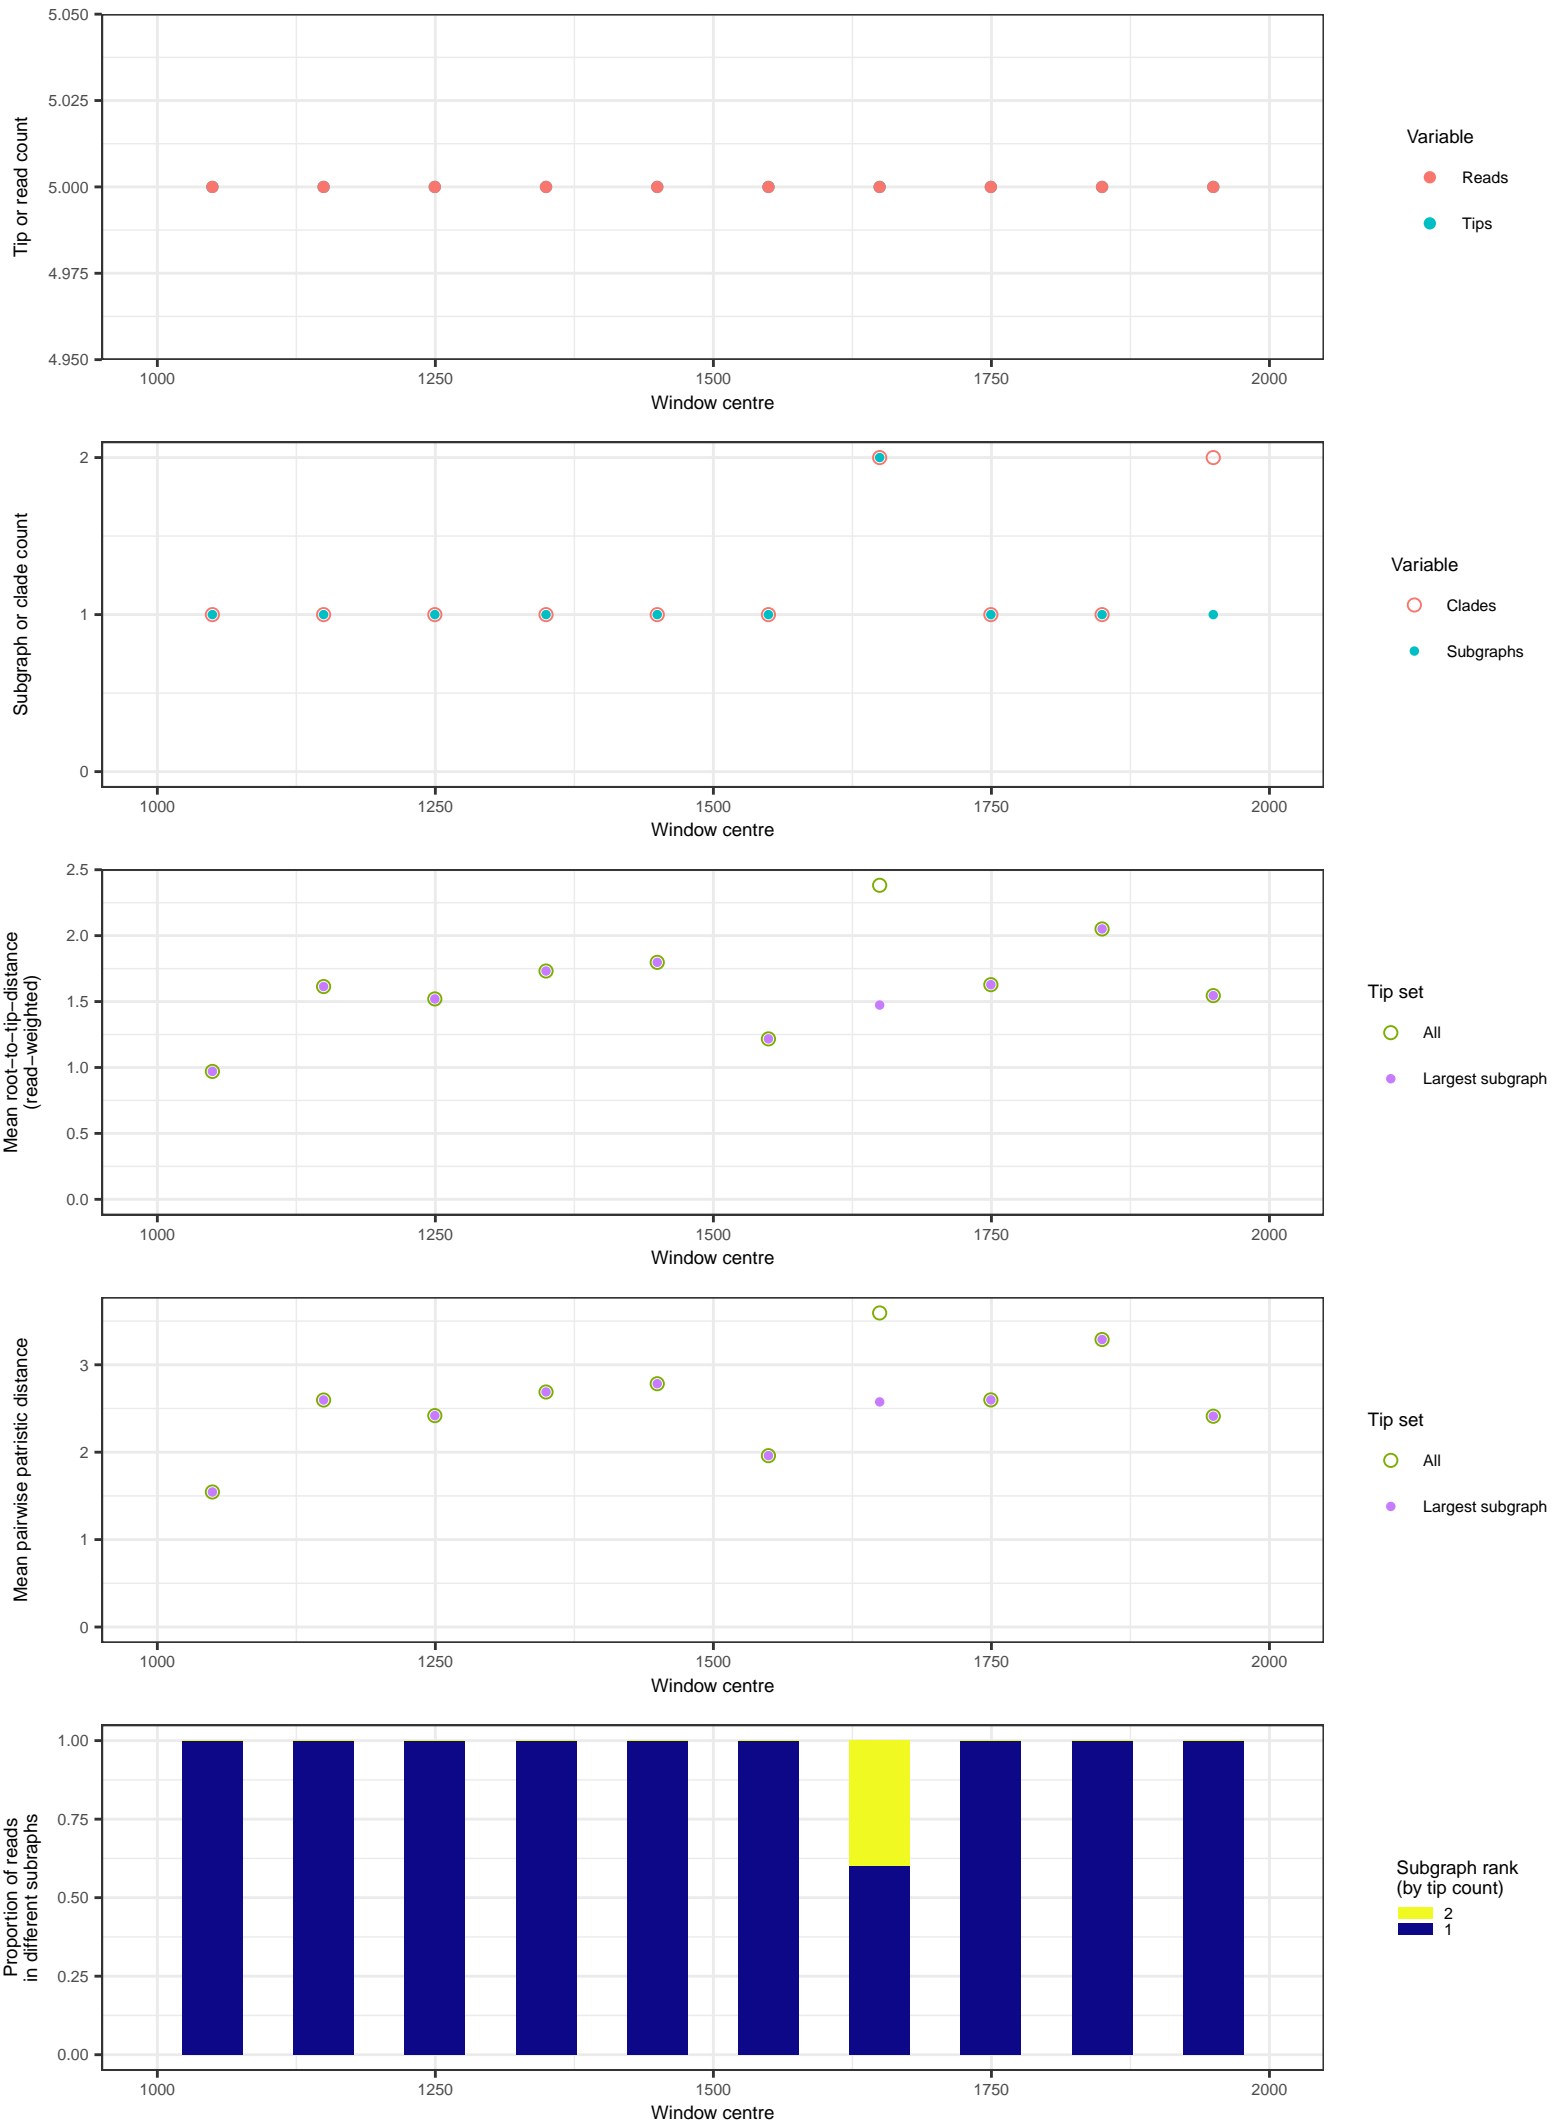 5.050
5.025
5.000
4.975
4.950
Tip or read count
1000 1250 1500 1750 2000
Window centre
Variable
Reads
Tips
2
1
0
Subgraph or clade count
1000 1250 1500 1750 2000
Window centre
Variable
Clades
Subgraphs
2.5
2.0
1.5
1.0
0.5
0.0
Mean root−to−tip−distance
(read−weighted)
1000 1250 1500 1750 2000
Window centre
Tip set
All
Largest subgraph
3
2
1
0
Mean pairwise patristic distance
1000 1250 1500 1750 2000
Window centre
Tip set
All
Largest subgraph
1.00
0.75
0.50
0.25
0.00
Proportion of reads
in different subraphs
1000 1250 1500 1750 2000
Window centre
Subgraph rank
(by tip count)
2
1